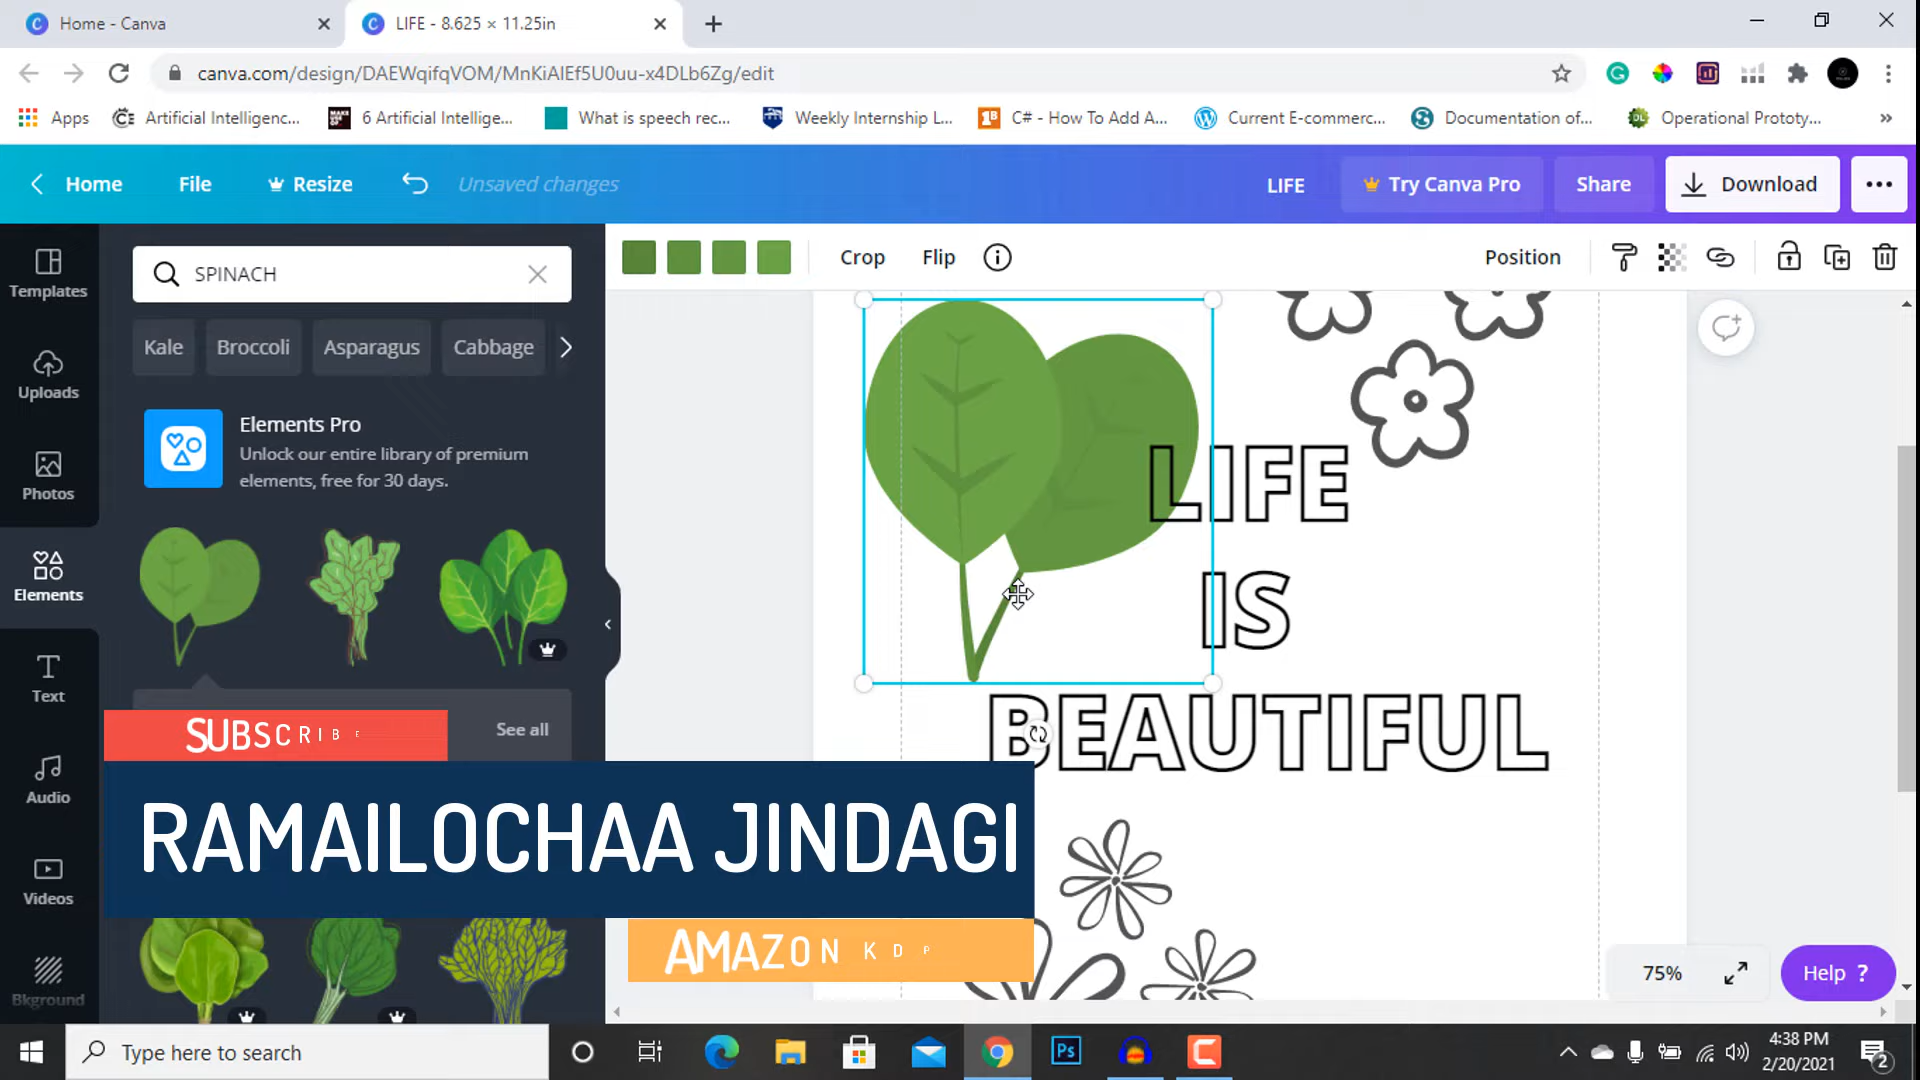 Home - Canva
LIFE - 8.625 × 11.25in
canva.com/design/DAEWqifqVOM/MnKiAlEf5U0uu-x4DLb6Zg/edit
Apps
Artificial Intelligenc...
6 Artificial Intellige...
What is speech rec...
Weekly Internship L...
C# - How To Add A...
Current E-commerc...
Documentation of...
Operational Prototy...
Home
File
Resize
Unsaved changes
LIFE
Try Canva Pro
Share
Download
Templates
Uploads
Photos
Elements
Text
Audio
Videos
Bkground
SPINACH
Kale
Broccoli
Asparagus
Cabbage
Elements Pro
Unlock our entire library of premium
elements, free for 30 days.
See all
Crop
Flip
Position
LIFE
IS
BEAUTIFUL
SUBSCRIBE
RAMAILOCHAA JINDAGI
AMAZON KDP
75%
Help ?
Type here to search
Ps
4:38 PM
2/20/2021
2